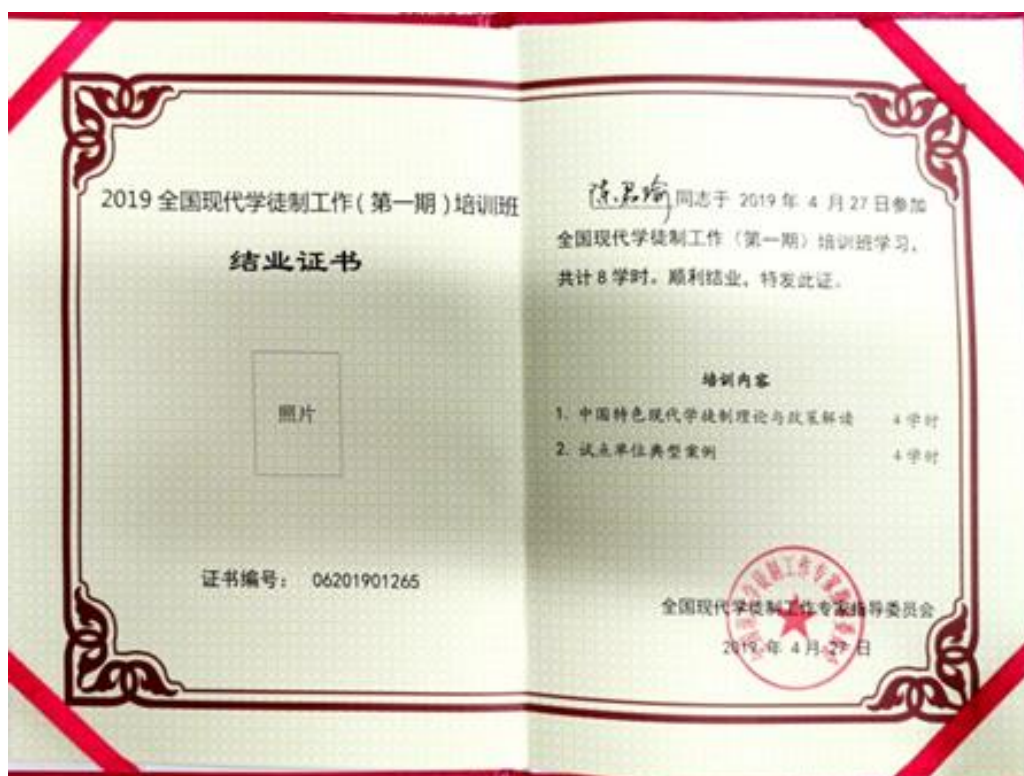 2019 全国现代学徒制工作(第一期)培训班
结业证书
照片
证书编号： 06201901265
陈君瑜同志于 2019 年 4 月 27 日参加
全国现代学徒制工作（第一期）培训班学习，
共计 8 学时。顺利结业，特发此证。
培训内容
1. 中国特色现代学徒制理论与政策解读 4 学时
2. 试点单位典型案例 4 学时
全国现代学徒制工作专家指导委员会
2019 年 4 月 27 日